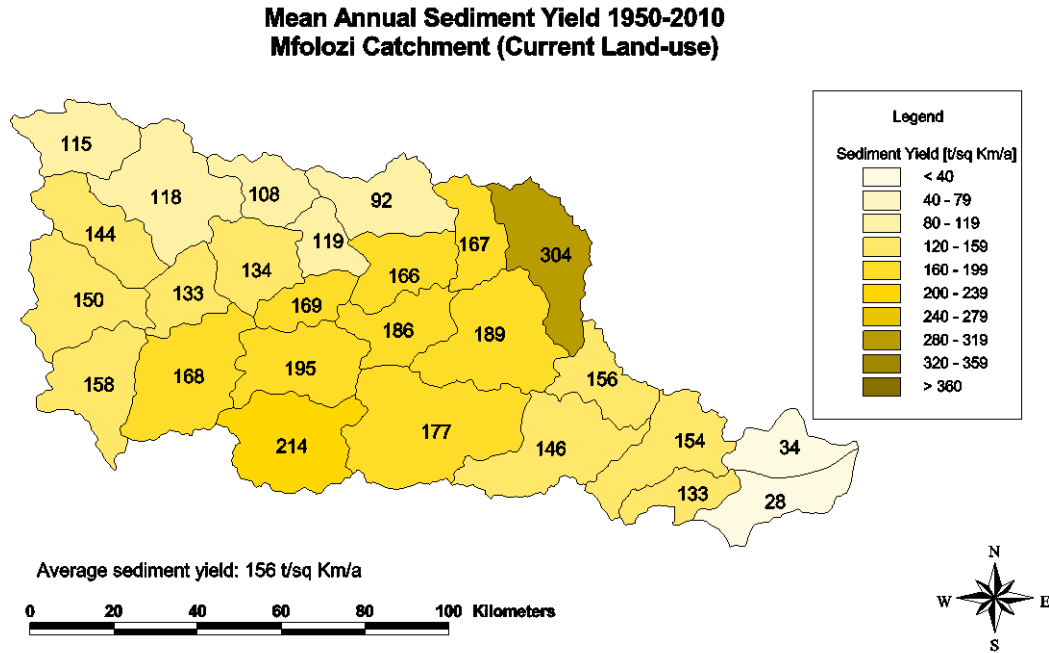 Mean Annual Sediment Yield 1950-2010
Mfolozi Catchment (Current Land-use)
Legend
Sediment Yield [t/sq Km/a]
< 40
40 - 79
80 - 119
120 - 159
160 - 199
200 - 239
240 - 279
280 - 319
320 - 359
> 360
115
118
108
92
144
119
167
304
134
166
150
133
169
186
189
158
168
195
156
214
177
146
154
34
133
28
Average sediment yield: 156 t/sq Km/a
0 20 40 60 80 100 Kilometers
N
W E
S